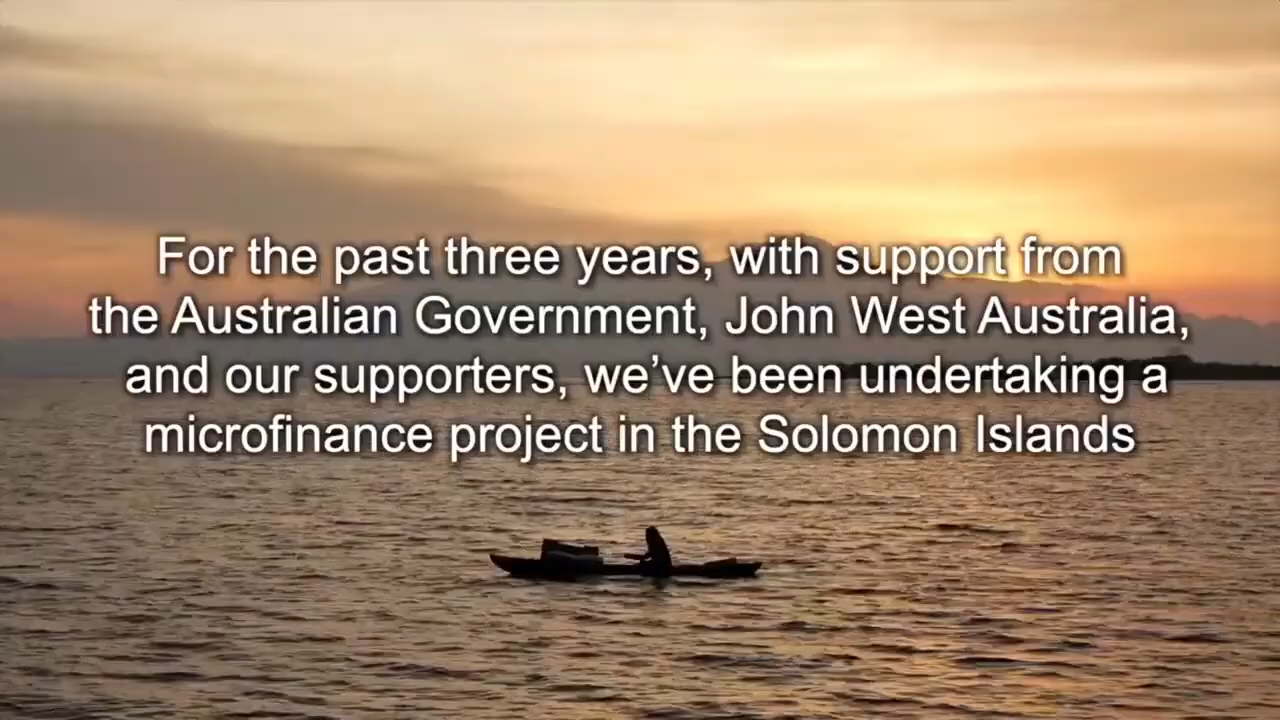 For the past three years, with support from
the Australian Government, John West Australia,
and our supporters, we’ve been undertaking a
microfinance project in the Solomon Islands